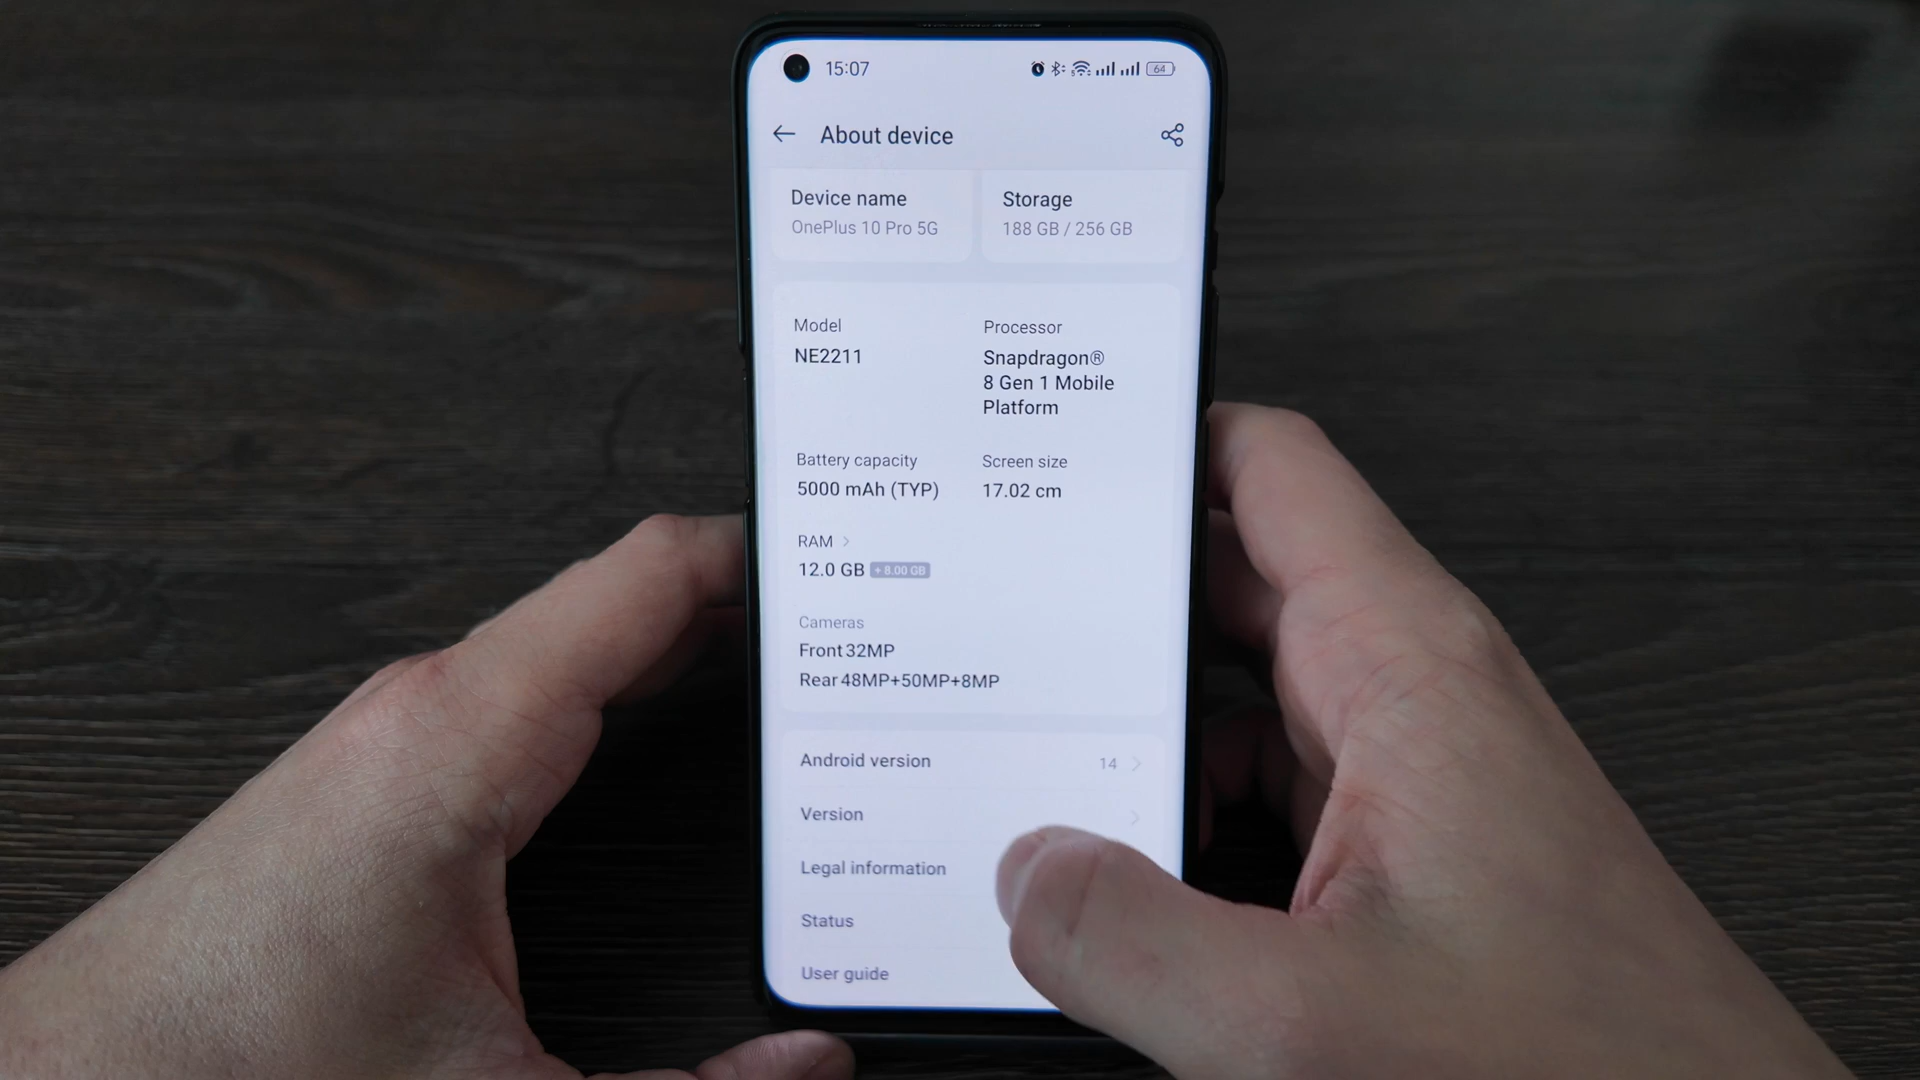 15:07
64
About device
Device name
OnePlus 10 Pro 5G
Storage
188 GB / 256 GB
Model
NE2211
Processor
Snapdragon®
8 Gen 1 Mobile
Platform
Battery capacity
5000 mAh (TYP)
Screen size
17.02 cm
RAM
12.0 GB + 8.00 GB
Cameras
Front 32MP
Rear 48MP+50MP+8MP
Android version 14
Version
Legal information
Status
User guide